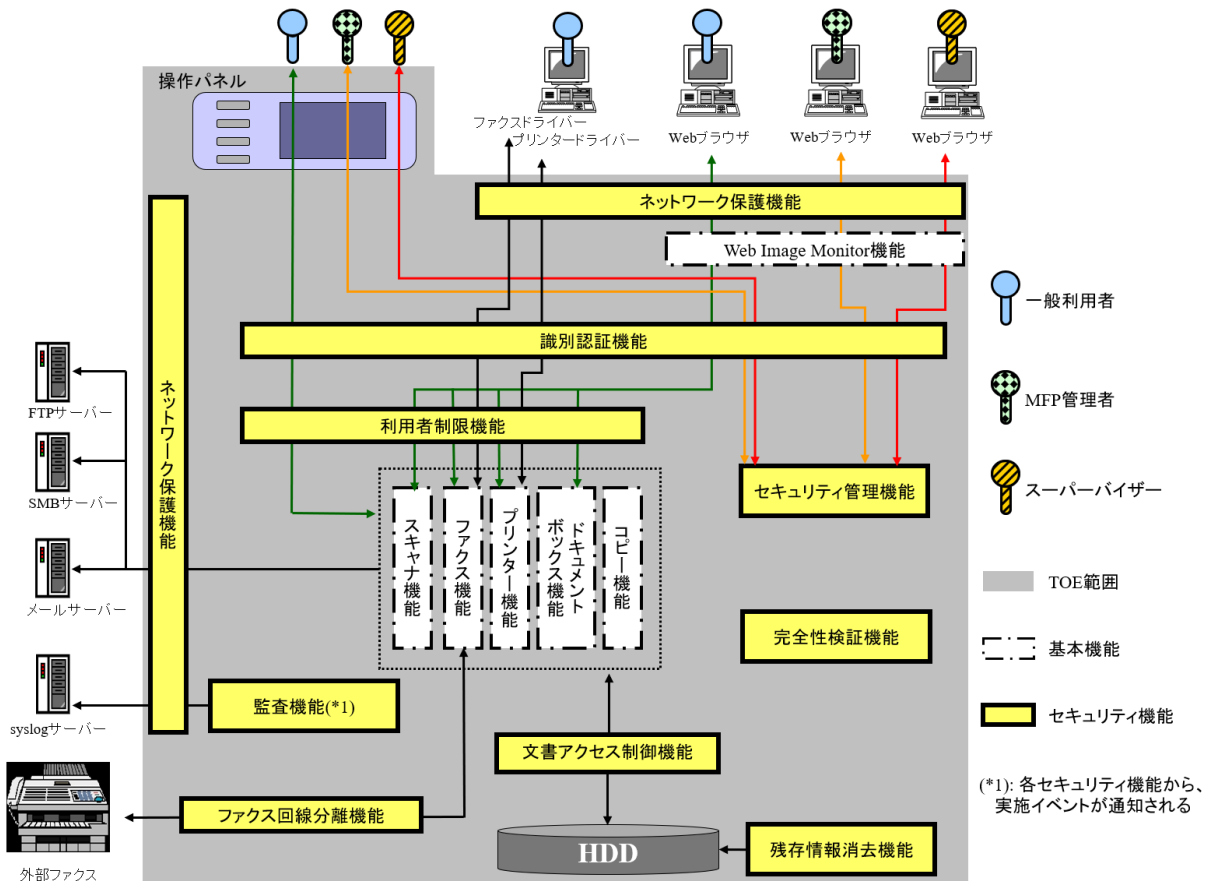 操作パネル
ファクスドライバー
プリンタードライバー
Webブラウザ
Webブラウザ
Webブラウザ
ネットワーク保護機能
Web Image Monitor機能
識別認証機能
利用者制限機能
ネットワーク保護機能
FTPサーバー
SMBサーバー
メールサーバー
syslogサーバー
外部ファクス
スキャナ機能
ファクス機能
プリンター機能
ドキュメント
ボックス機能
コピー機能
セキュリティ管理機能
完全性検証機能
監査機能(*1)
文書アクセス制御機能
ファクス回線分離機能
HDD
残存情報消去機能
一般利用者
MFP管理者
スーパーバイザー
TOE範囲
基本機能
セキュリティ機能
(*1): 各セキュリティ機能から、
実施イベントが通知される